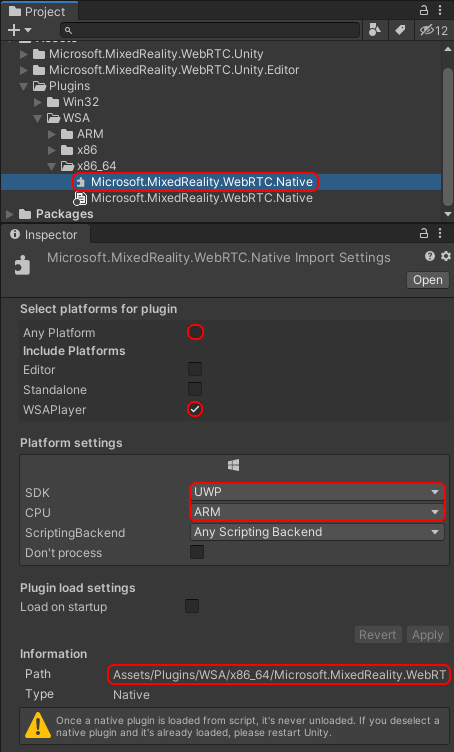 Project
12
Assets
Microsoft.MixedReality.WebRTC.Unity
Microsoft.MixedReality.WebRTC.Unity.Editor
Plugins
Win32
WSA
ARM
x86
x86_64
Microsoft.MixedReality.WebRTC.Native
Microsoft.MixedReality.WebRTC.Native
Packages
Inspector
Microsoft.MixedReality.WebRTC.Native Import Settings
Open
Select platforms for plugin
Any Platform
Include Platforms
Editor
Standalone
WSAPlayer
Platform settings
SDK UWP
CPU ARM
ScriptingBackend Any Scripting Backend
Don't process
Plugin load settings
Load on startup
Revert Apply
Information
Path Assets/Plugins/WSA/x86_64/Microsoft.MixedReality.WebRT
Type Native
Once a native plugin is loaded from script, it's never unloaded. If you deselect a
native plugin and it's already loaded, please restart Unity.